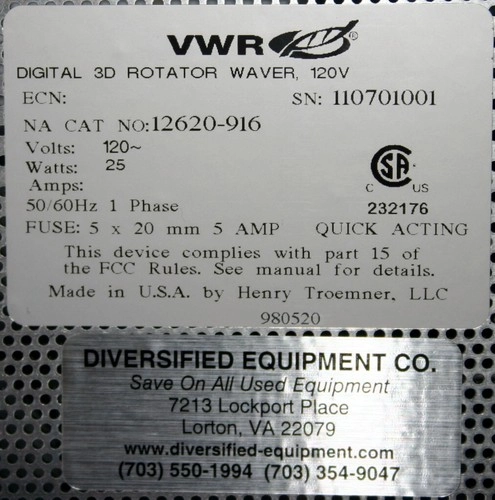 VWR®
DIGITAL 3D ROTATOR WAVER, 120V
ECN: SN: 110701001
NA CAT NO:12620-916
Volts: 120~
Watts: 25
Amps:
50/60Hz 1 Phase
C US
232176
FUSE: 5 x 20 mm 5 AMP QUICK ACTING
This device complies with part 15 of
the FCC Rules. See manual for details.
Made in U.S.A. by Henry Troemner, LLC
980520
DIVERSIFIED EQUIPMENT CO.
Save On All Used Equipment
7213 Lockport Place
Lorton, VA 22079
www.diversified-equipment.com
(703) 550-1994 (703) 354-9047